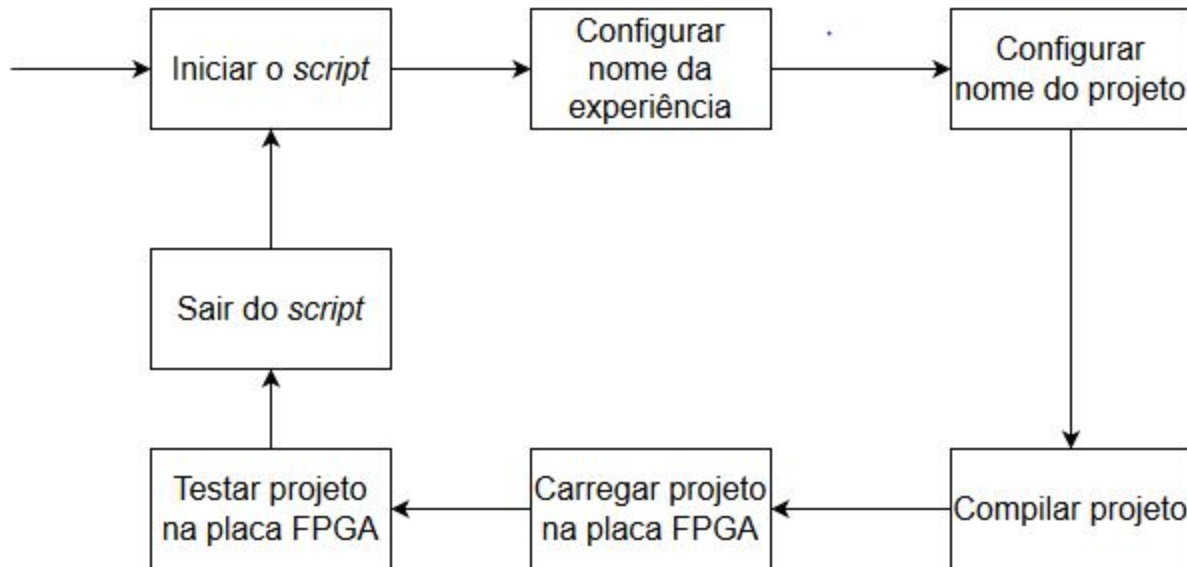 Iniciar o script
Configurar
nome da
experiência
Configurar
nome do projeto
Sair do script
Testar projeto
na placa FPGA
Carregar projeto
na placa FPGA
Compilar projeto